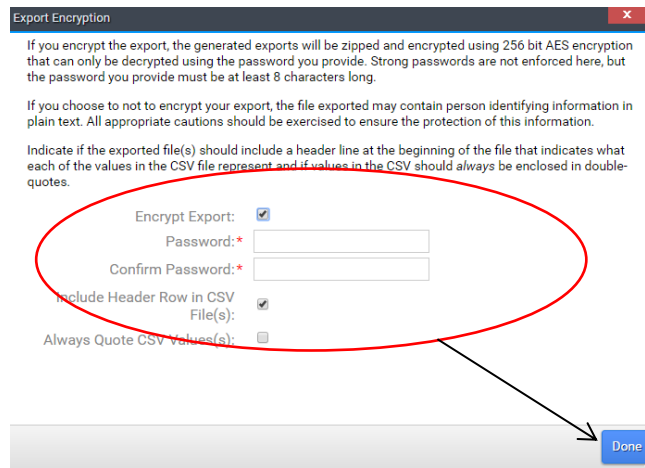 Export Encryption
x
If you encrypt the export, the generated exports will be zipped and encrypted using 256 bit AES encryption
that can only be decrypted using the password you provide. Strong passwords are not enforced here, but
the password you provide must be at least 8 characters long.
If you choose to not to encrypt your export, the file exported may contain person identifying information in
plain text. All appropriate cautions should be exercised to ensure the protection of this information.
Indicate if the exported file(s) should include a header line at the beginning of the file that indicates what
each of the values in the CSV file represent and if values in the CSV should always be enclosed in double-
quotes.
Encrypt Export:
Password:*
Confirm Password:*
Include Header Row in CSV
File(s):
Always Quote CSV Values(s):
Done